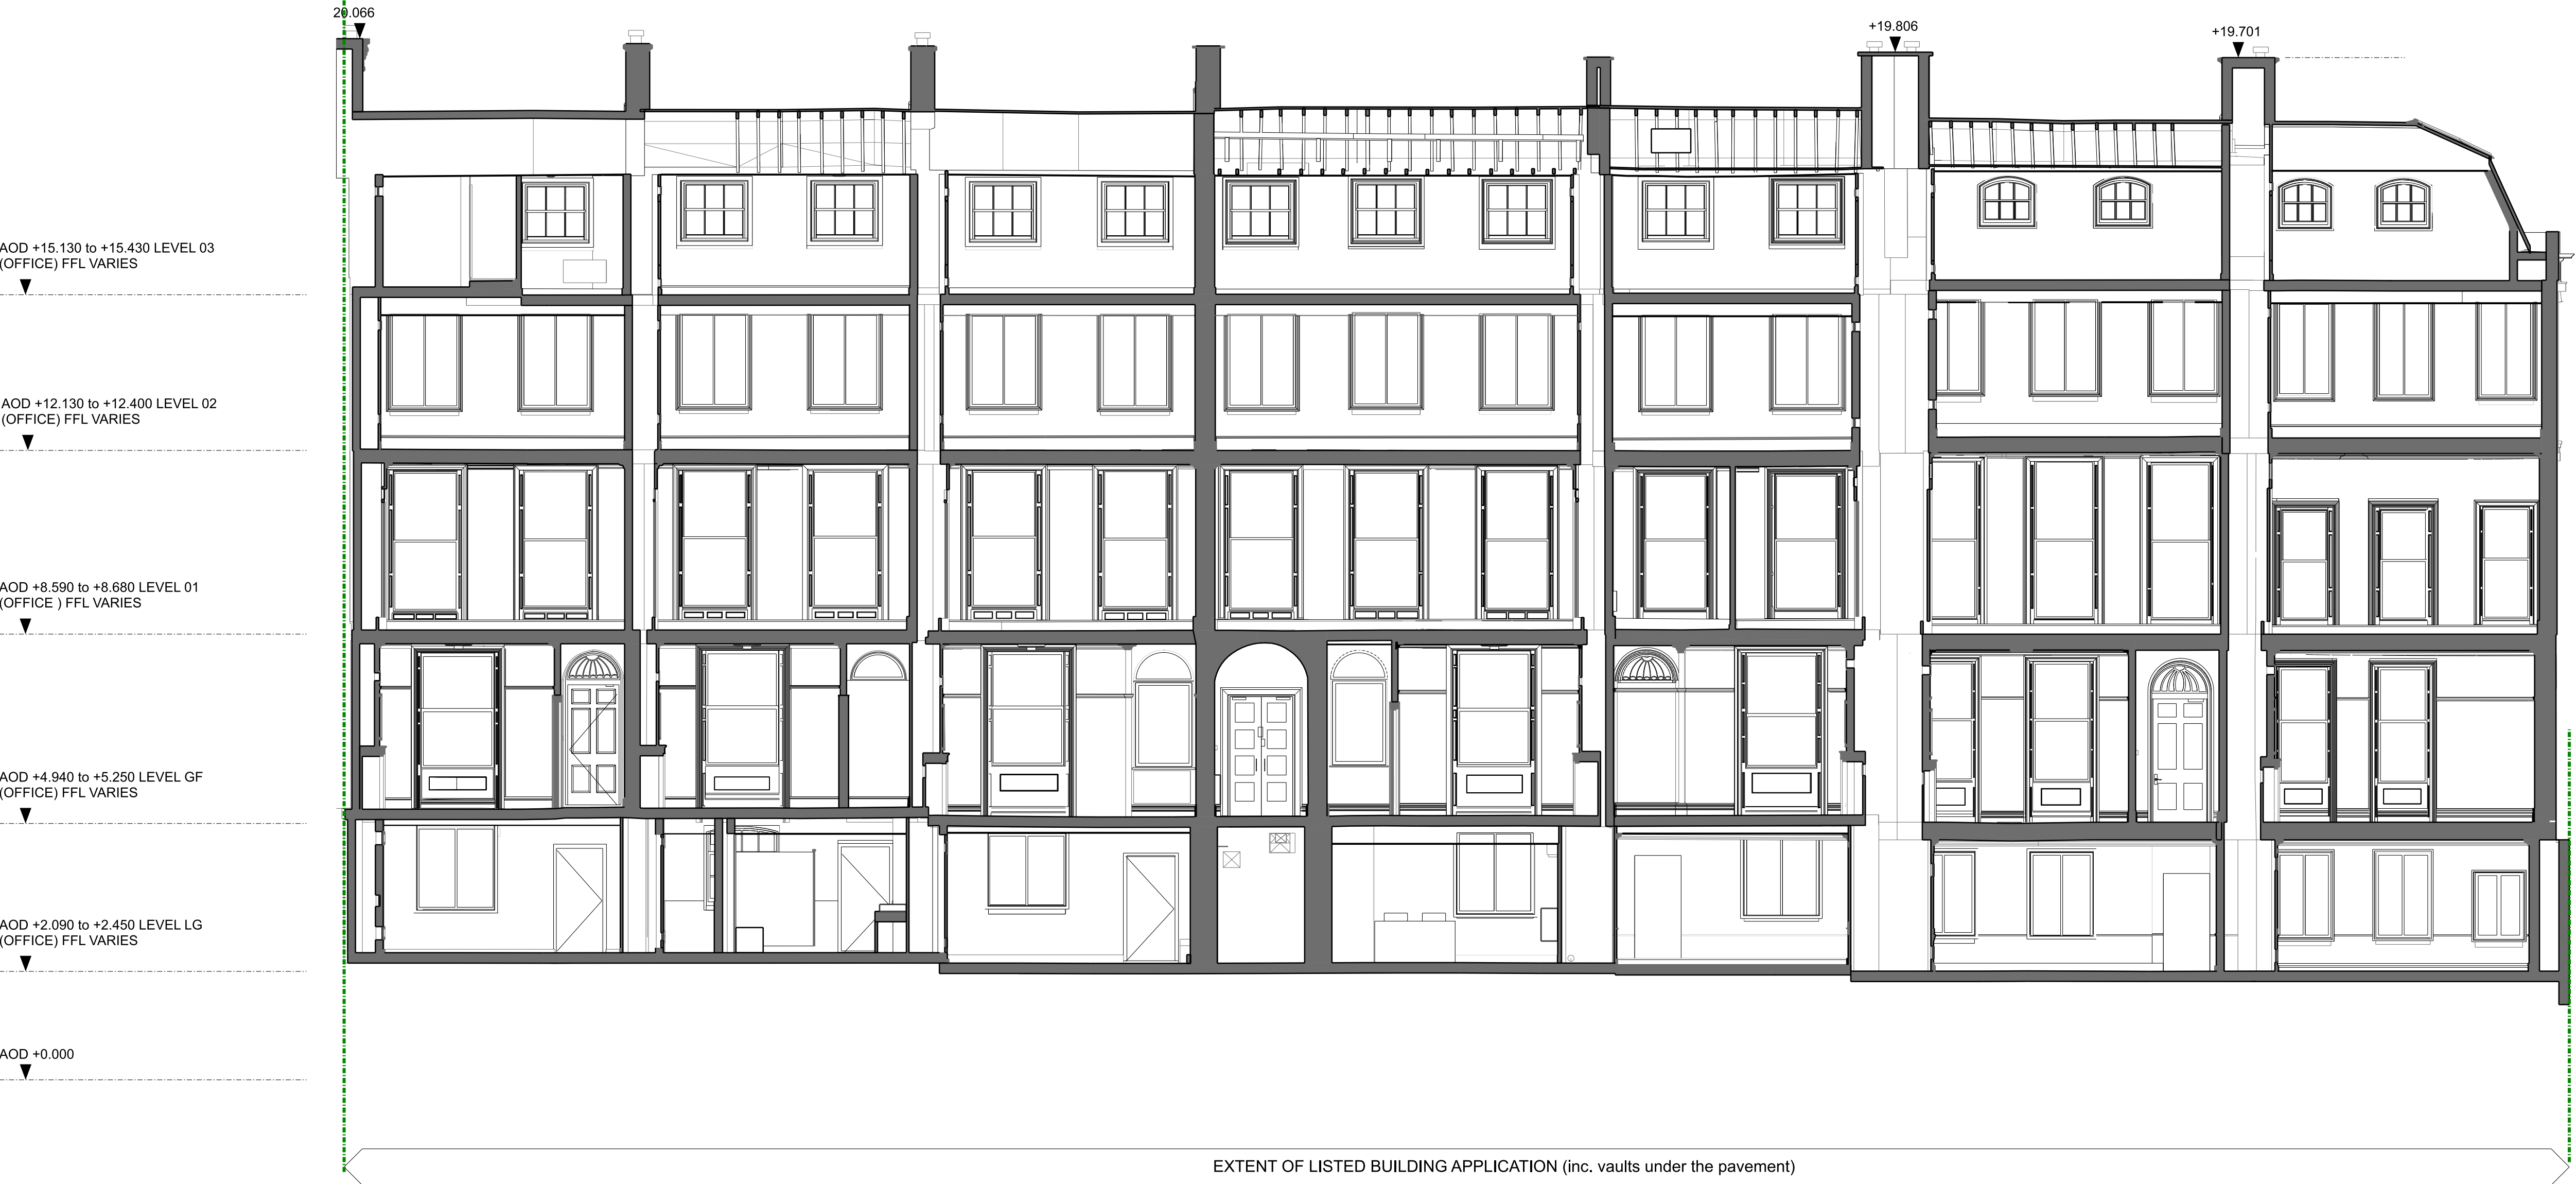 20.066
+19.806
+19.701
AOD +15.130 to +15.430 LEVEL 03
(OFFICE) FFL VARIES
AOD +12.130 to +12.400 LEVEL 02
(OFFICE) FFL VARIES
AOD +8.590 to +8.680 LEVEL 01
(OFFICE ) FFL VARIES
AOD +4.940 to +5.250 LEVEL GF
(OFFICE) FFL VARIES
AOD +2.090 to +2.450 LEVEL LG
(OFFICE) FFL VARIES
AOD +0.000
EXTENT OF LISTED BUILDING APPLICATION (inc. vaults under the pavement)